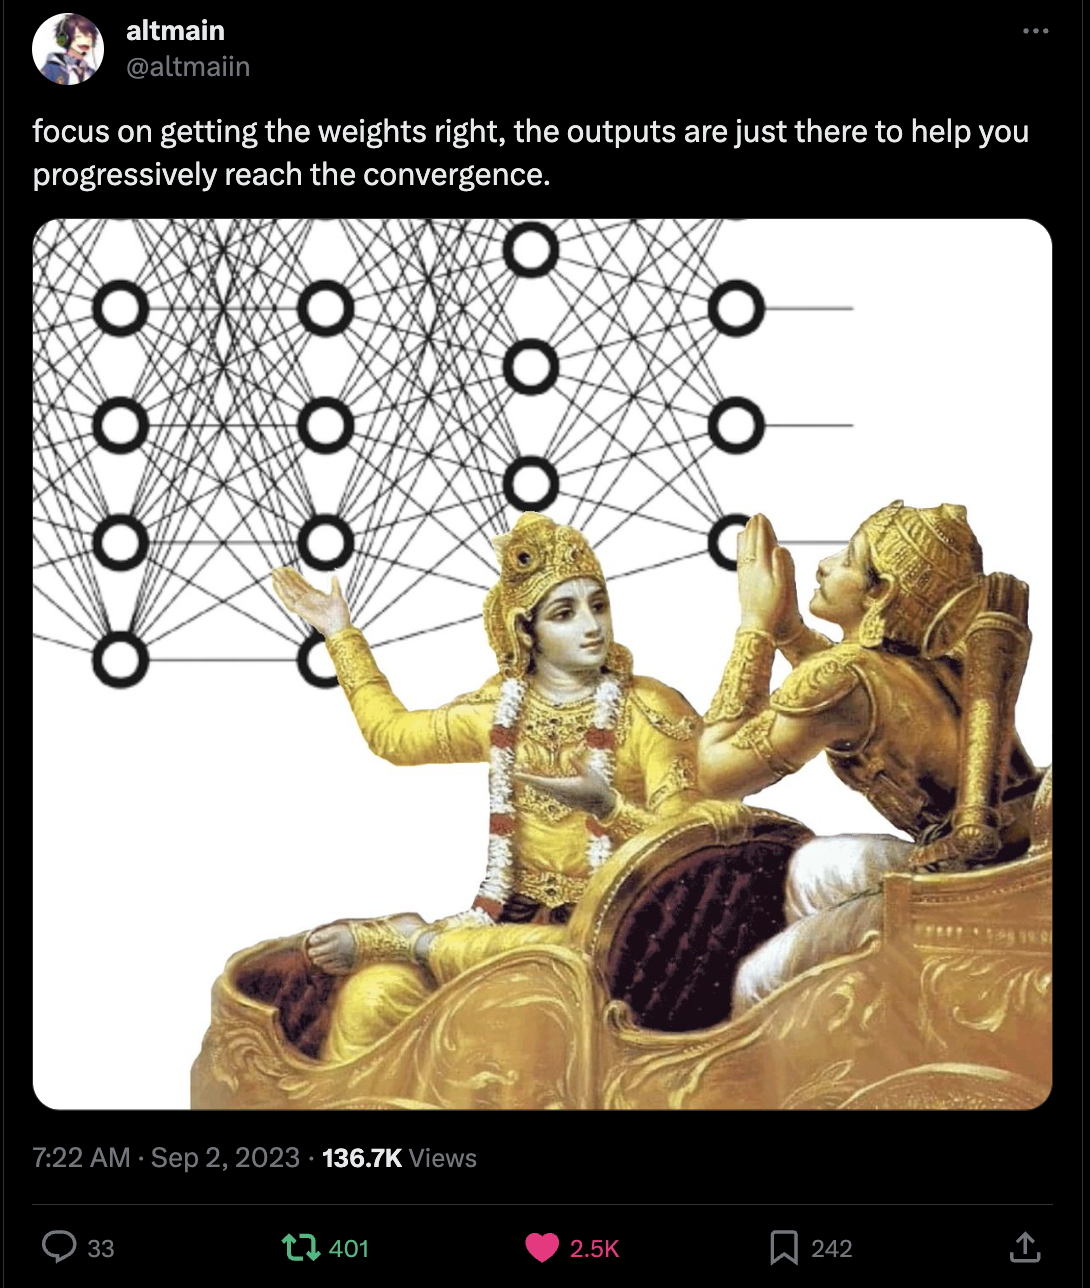 altmain
@altmaiin
focus on getting the weights right, the outputs are just there to help you
progressively reach the convergence.
7:22 AM · Sep 2, 2023 · 136.7K Views
33 401 2.5K 242